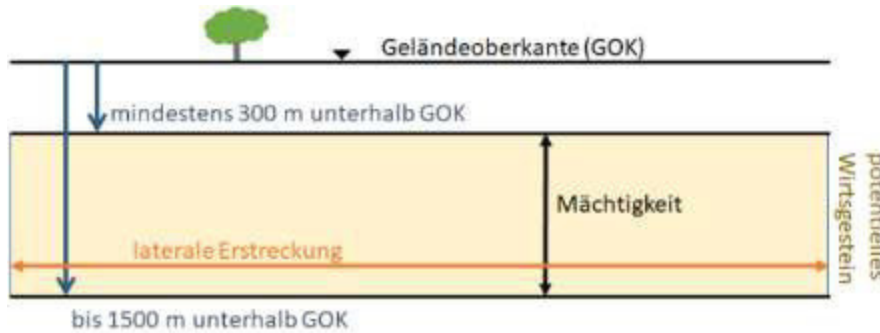 Geländeoberkante (GOK)
mindestens 300 m unterhalb GOK
Mächtigkeit
laterale Erstreckung
bis 1500 m unterhalb GOK
potentielles
Wirtsgestein